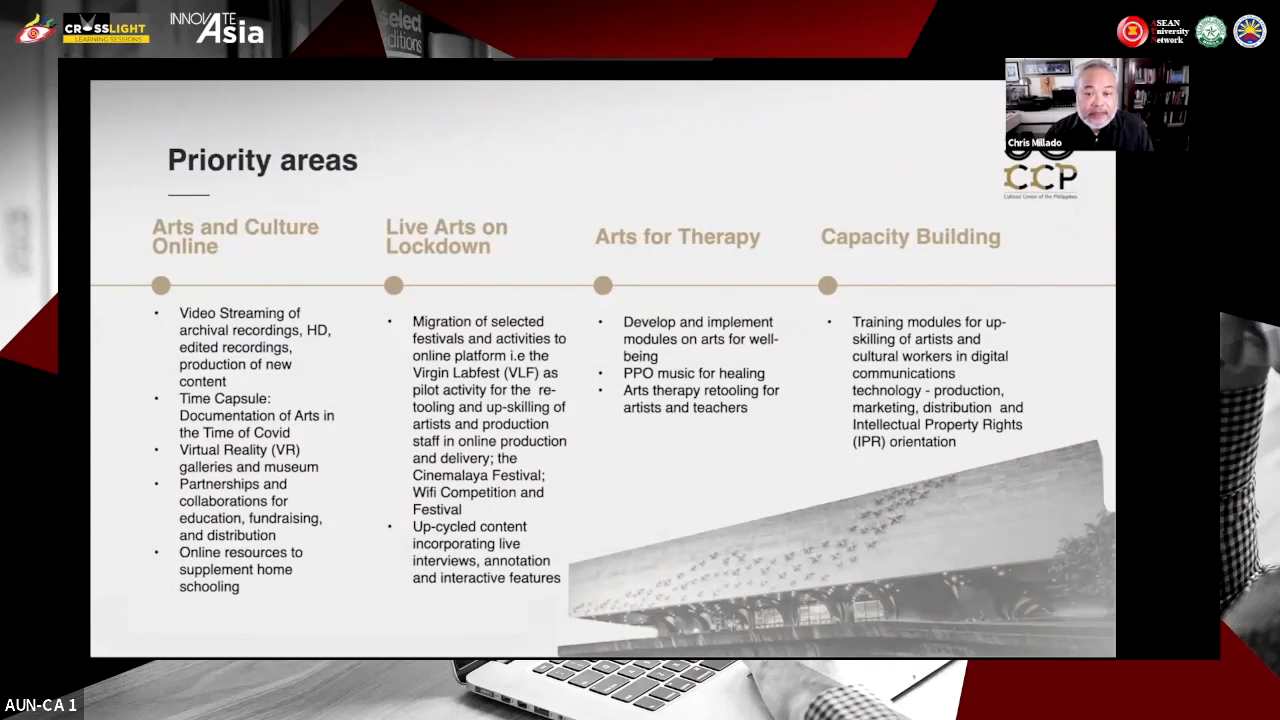 CROSSLIGHT
LEARNING SESSIONS
INNOVATE
Asia
select
editions
ASEAN
University
Network
Chris Millado
CCP
Cultural Center of the Philippines
Priority areas
Arts and Culture
Online
• Video Streaming of
archival recordings, HD,
edited recordings,
production of new
content
• Time Capsule:
Documentation of Arts in
the Time of Covid
• Virtual Reality (VR)
galleries and museum
• Partnerships and
collaborations for
education, fundraising,
and distribution
• Online resources to
supplement home
schooling
Live Arts on
Lockdown
• Migration of selected
festivals and activities to
online platform i.e the
Virgin Labfest (VLF) as
pilot activity for the re-
tooling and up-skilling of
artists and production
staff in online production
and delivery; the
Cinemalaya Festival;
Wifi Competition and
Festival
• Up-cycled content
incorporating live
interviews, annotation
and interactive features
Arts for Therapy
• Develop and implement
modules on arts for well-
being
• PPO music for healing
• Arts therapy retooling for
artists and teachers
Capacity Building
• Training modules for up-
skilling of artists and
cultural workers in digital
communications
technology - production,
marketing, distribution and
Intellectual Property Rights
(IPR) orientation
AUN-CA 1